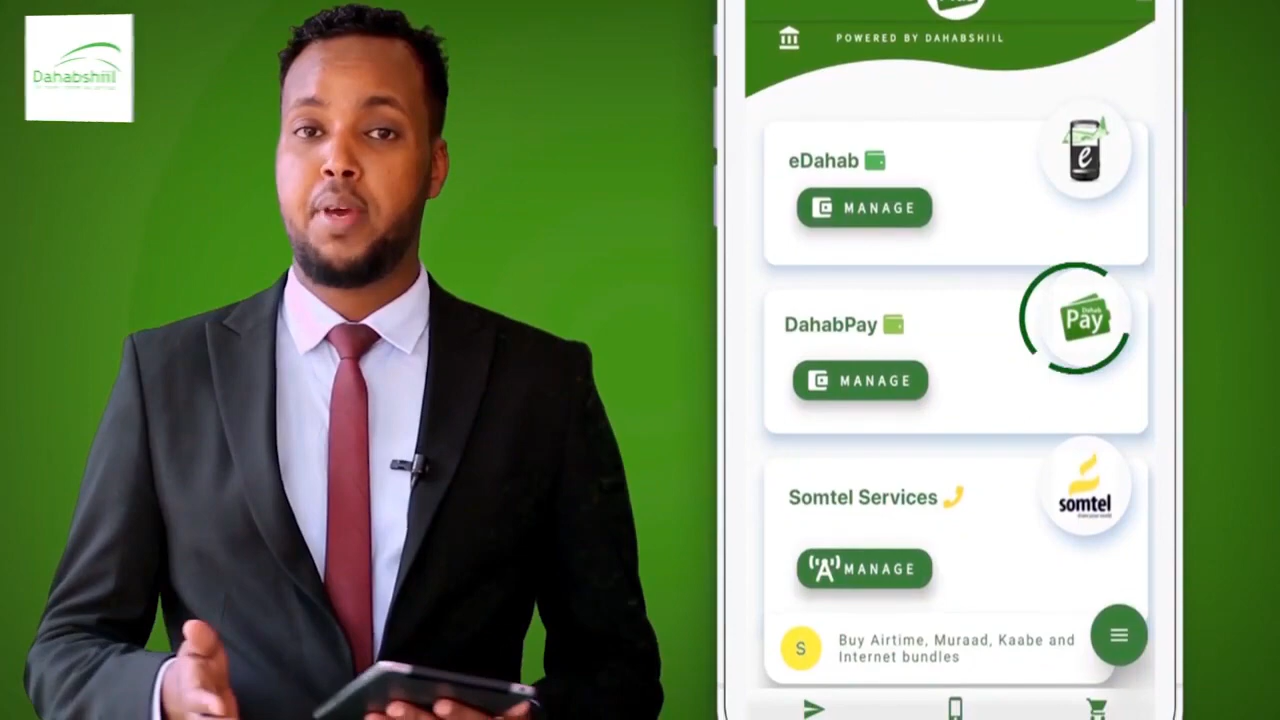 Dahabshiil
POWERED BY DAHABSHIIL
eDahab
e
MANAGE
DahabPay
Dahab
Pay
MANAGE
Somtel Services
somtel
MANAGE
S
Buy Airtime, Muraad, Kaabe and
Internet bundles